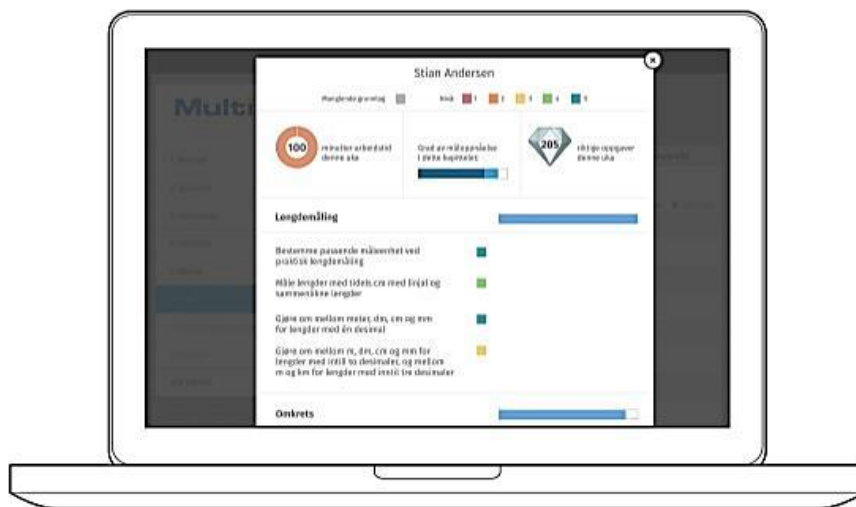 Stian Andersen
Manglende grunnlag
Nivå 1 2 3 4 5
100
minutter arbeidstid
denne uka
Grad av måloppnåelse
i dette kapitelet
205
riktige oppgaver
denne uka
Multi
Lengdemåling
Bestemme passende måleenhet ved
praktisk lengdemåling
Måle lengder med tidels cm med linjal og
sammenlikne lengder
Gjøre om mellom meter, dm, cm og mm
for lengder med én desimal
Gjøre om mellom m, dm, cm og mm for
lengder med intill to desimaler, og mellom
m og km for lengder med inntil tre desimaler
Omkrets